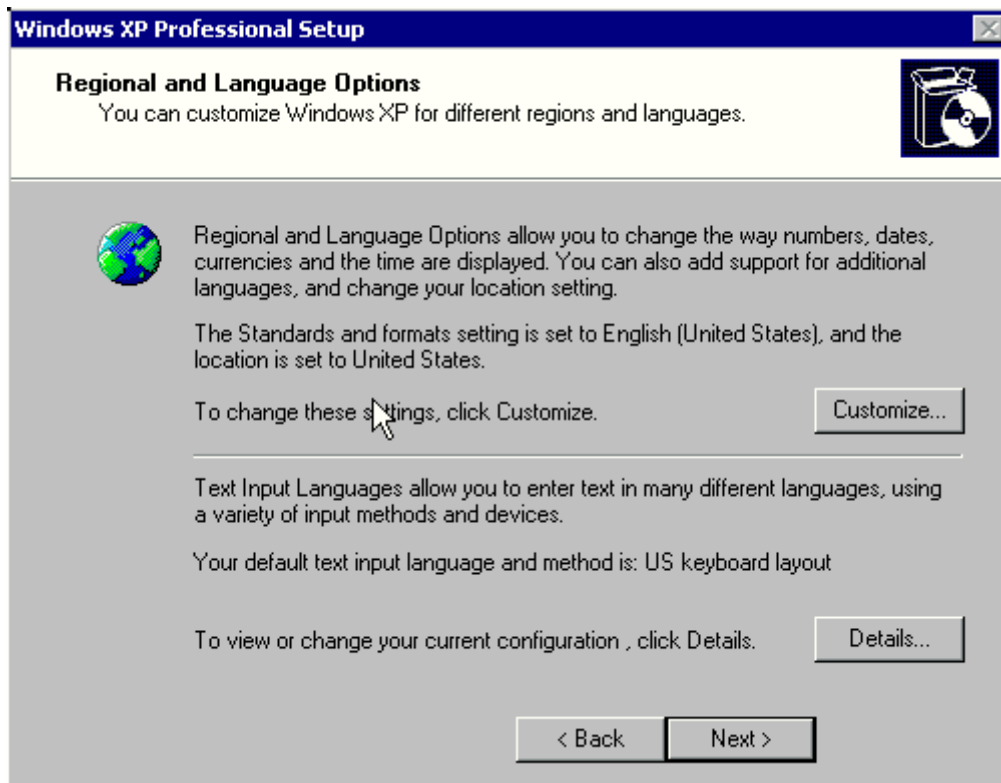 Windows XP Professional Setup
Regional and Language Options
You can customize Windows XP for different regions and languages.
Regional and Language Options allow you to change the way numbers, dates,
currencies and the time are displayed. You can also add support for additional
languages, and change your location setting.
The Standards and formats setting is set to English (United States), and the
location is set to United States.
To change these settings, click Customize.
Customize...
Text Input Languages allow you to enter text in many different languages, using
a variety of input methods and devices.
Your default text input language and method is: US keyboard layout
To view or change your current configuration , click Details.
Details...
< Back
Next >